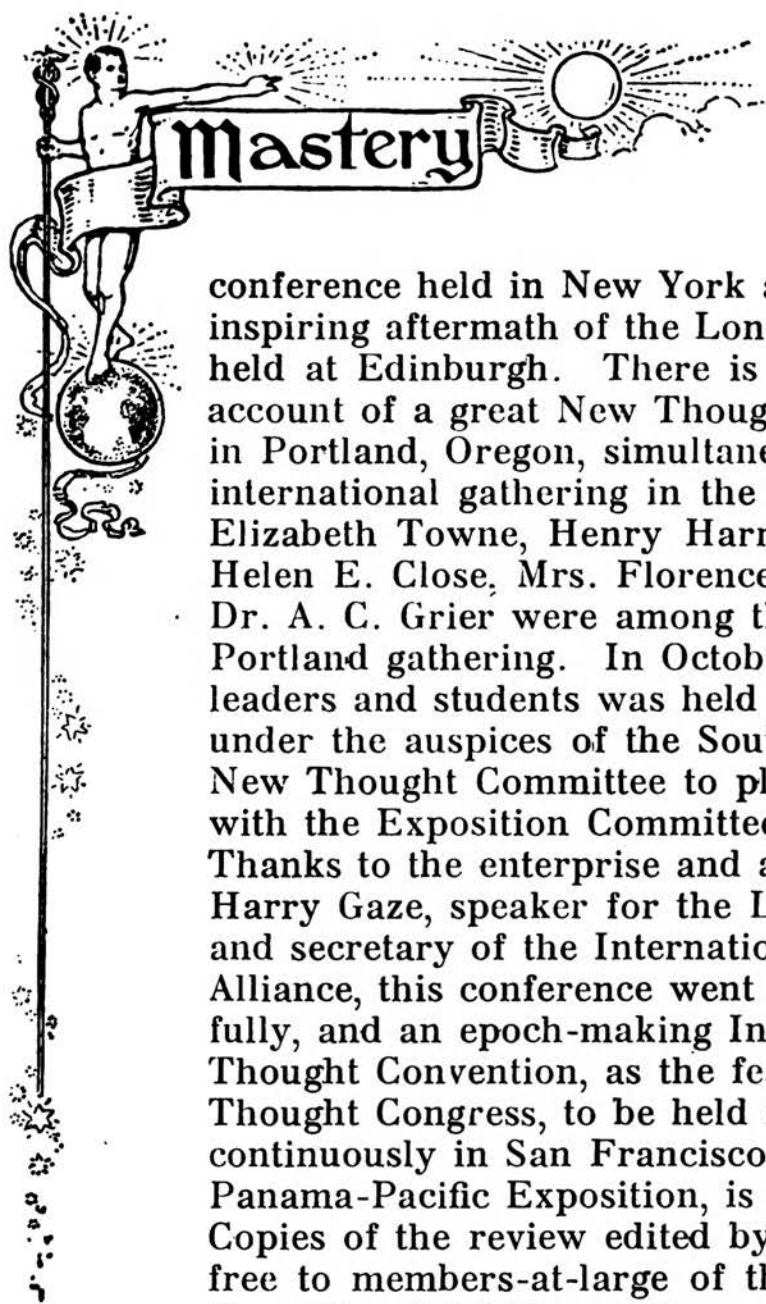 Mastery
conference held in New York
inspiring aftermath of the Lon
held at Edinburgh. There is
account of a great New Thoug
in Portland, Oregon, simultane
international gathering in the
Elizabeth Towne, Henry Harr
Helen E. Close, Mrs. Florence
Dr. A. C. Grier were among th
Portland gathering. In Octob
leaders and students was held
under the auspices of the Sou
New Thought Committee to pl
with the Exposition Committee
Thanks to the enterprise and a
Harry Gaze, speaker for the L
and secretary of the Internatio
Alliance, this conference went
fully, and an epoch-making In
Thought Convention, as the fe
Thought Congress, to be held
continuously in San Francisco
Panama-Pacific Exposition, is
Copies of the review edited by
free to members-at-large of th